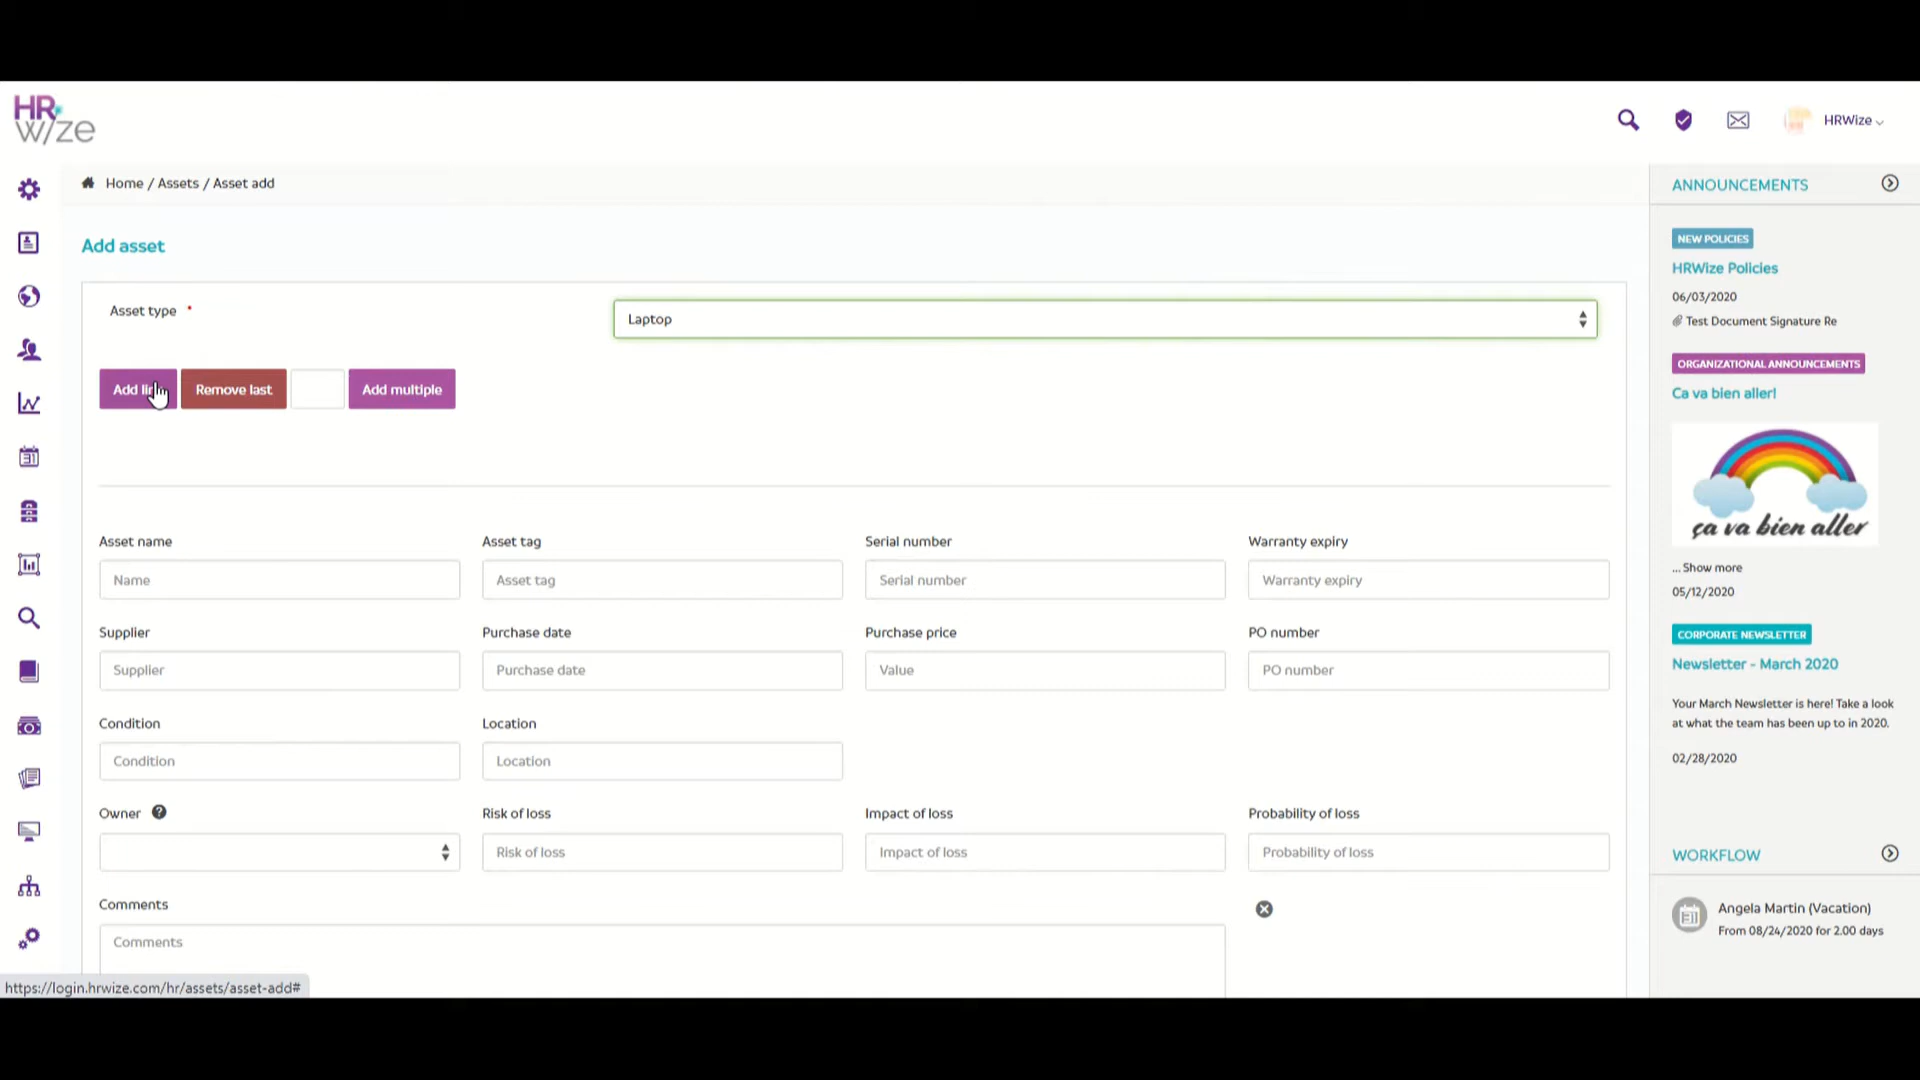 HR
wize
HRWize
Home / Assets / Asset add
Add asset
Asset type *
Laptop
Add
Remove last
Add multiple
Asset name
Asset tag
Serial number
Warranty expiry
Name
Asset tag
Serial number
Warranty expiry
Supplier
Purchase date
Purchase price
PO number
Supplier
Purchase date
Value
PO number
Condition
Location
Condition
Location
Owner ?
Risk of loss
Impact of loss
Probability of loss
Risk of loss
Impact of loss
Probability of loss
Comments
Comments
https://login.hrwize.com/hr/assets/asset-add#
ANNOUNCEMENTS
NEW POLICIES
HRWize Policies
06/03/2020
Test Document Signature Re
ORGANIZATIONAL ANNOUNCEMENTS
Ca va bien aller!
ça va bien aller
... Show more
05/12/2020
CORPORATE NEWSLETTER
Newsletter - March 2020
Your March Newsletter is here! Take a look
at what the team has been up to in 2020.
02/28/2020
WORKFLOW
31
Angela Martin (Vacation)
From 08/24/2020 for 2.00 days